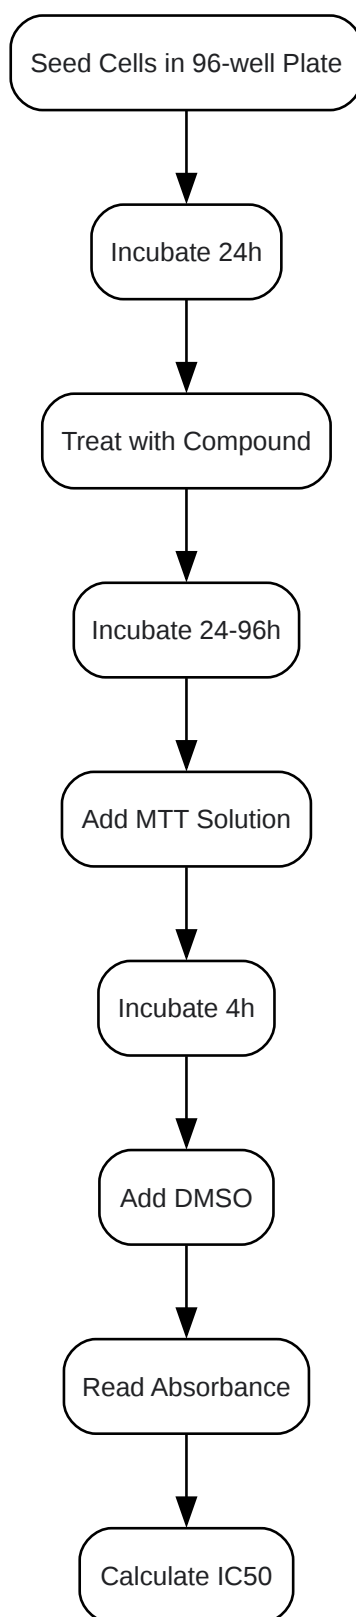 Seed Cells in 96-well Plate
Incubate 24h
Treat with Compound
Incubate 24-96h
Add MTT Solution
Incubate 4h
Add DMSO
Read Absorbance
Calculate IC50